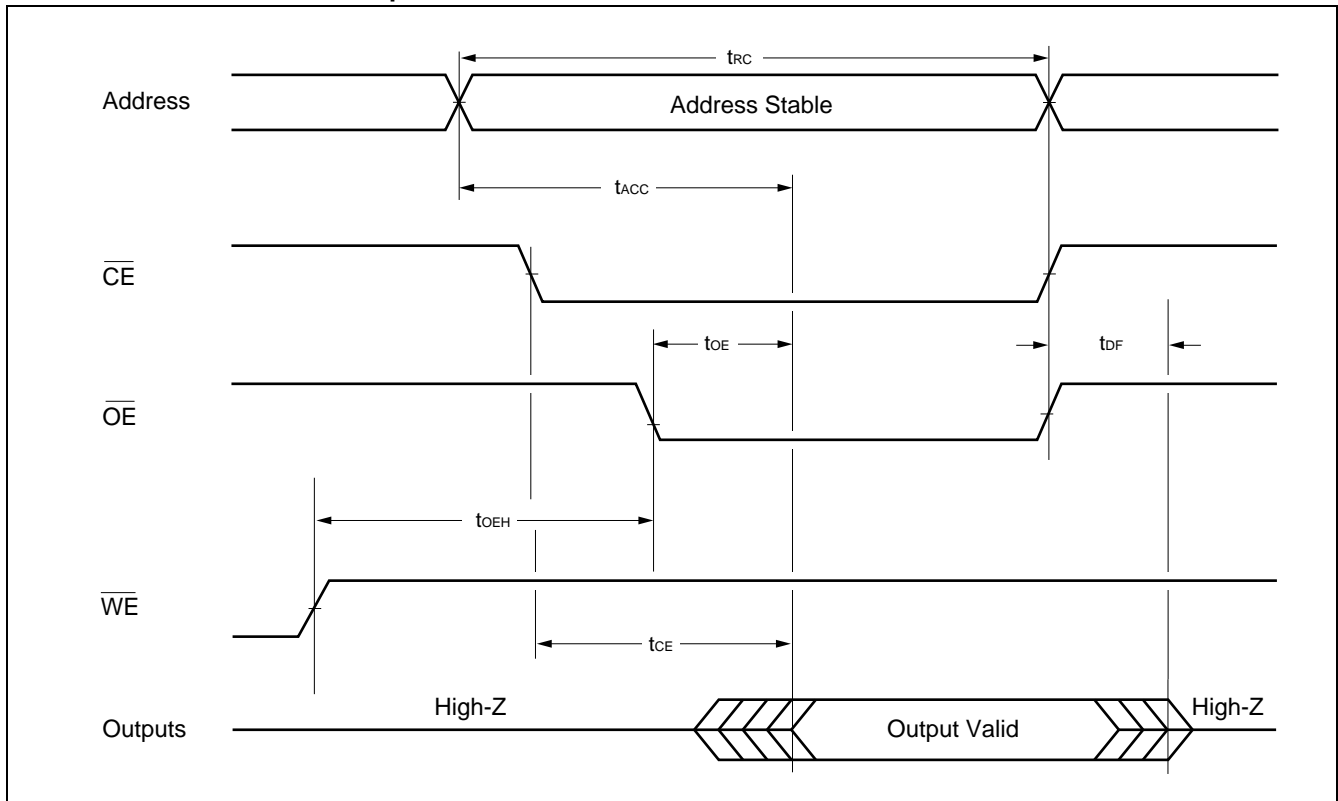 tRC
Address
Address Stable
tACC
CE
tOE
tDF
OE
tOEH
WE
tCE
High-Z
High-Z
Outputs
Output Valid